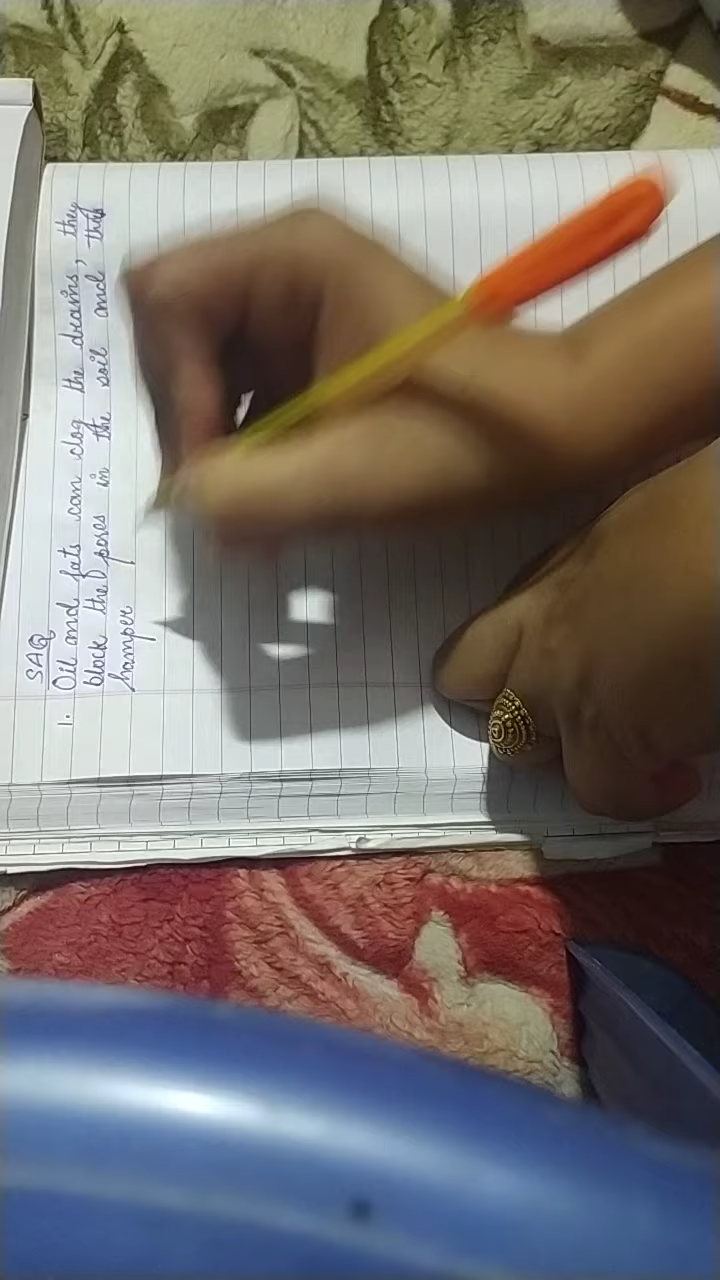 SAQ
1. Oil and fats can clog the drains, they
block the pores in the soil and this
hamper